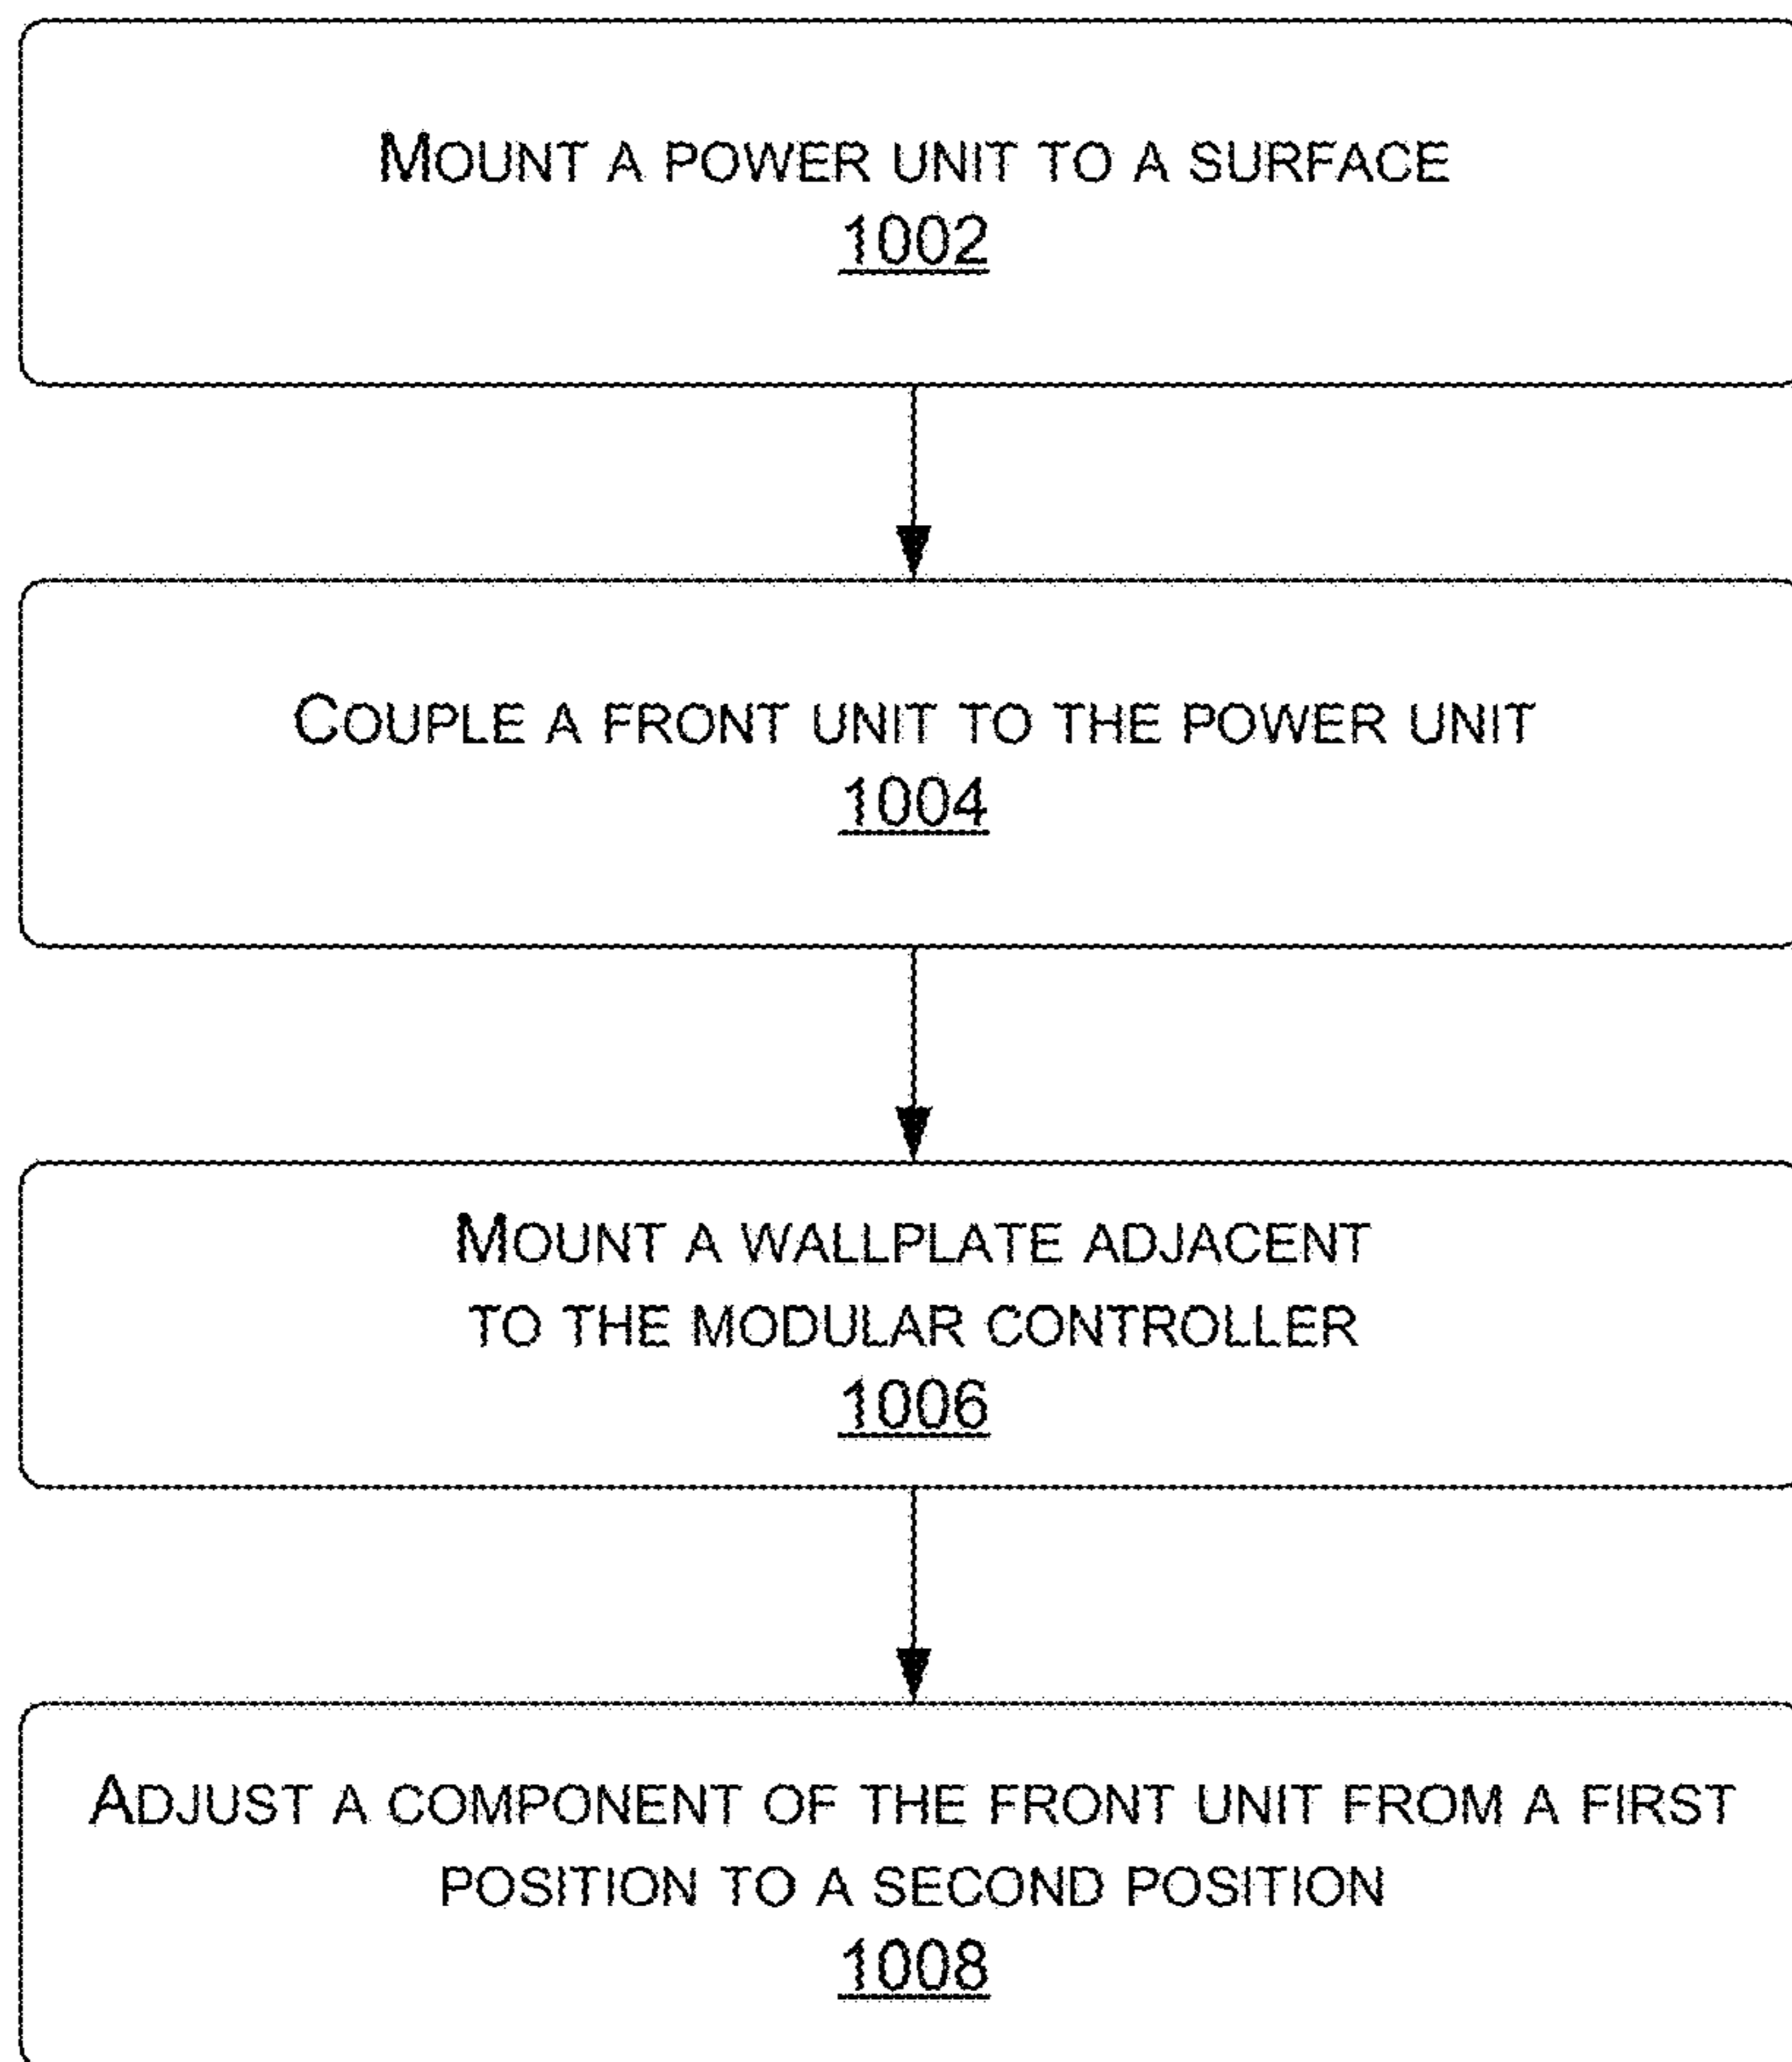 MOUNT A POWER UNIT TO A SURFACE
1002
COUPLE A FRONT UNIT TO THE POWER UNIT
1004
MOUNT A WALLPLATE ADJACENT
TO THE MODULAR CONTROLLER
1006
ADJUST A COMPONENT OF THE FRONT UNIT FROM A FIRST
POSITION TO A SECOND POSITION
1008